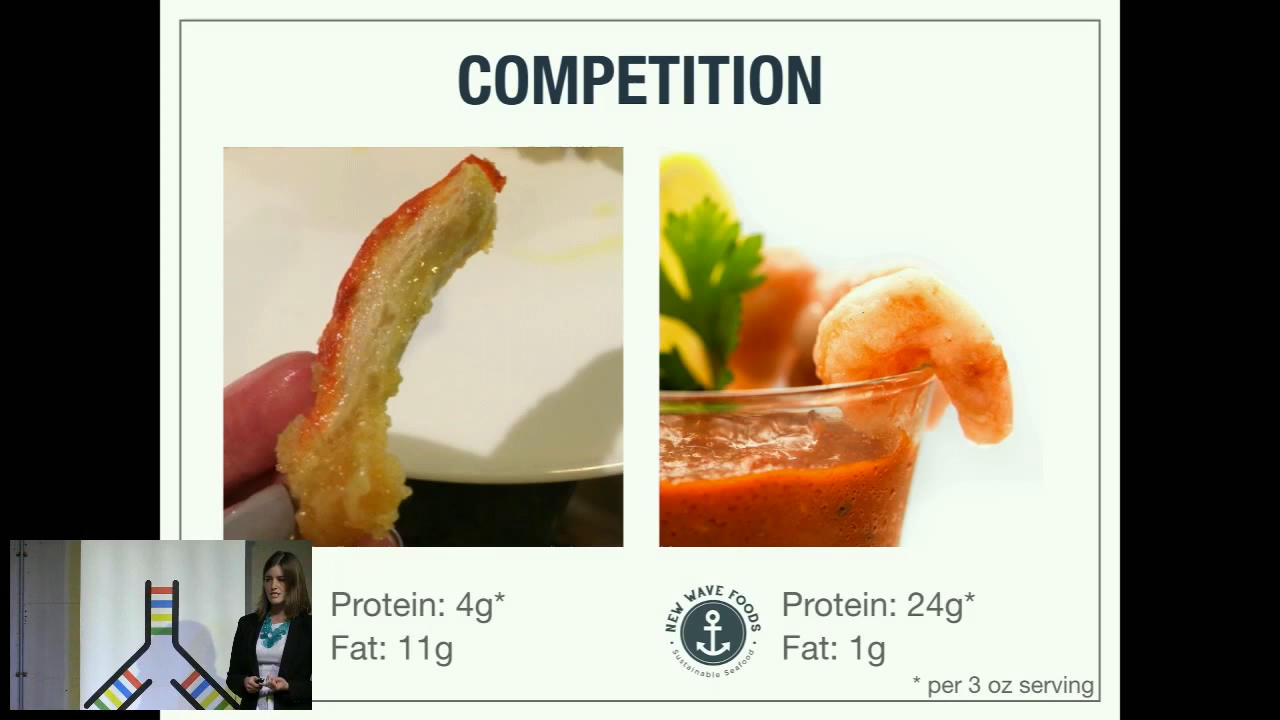 COMPETITION
Protein: 4g*
Fat: 11g
NEW WAVE FOODS
Sustainable Seafood
Protein: 24g*
Fat: 1g
* per 3 oz serving